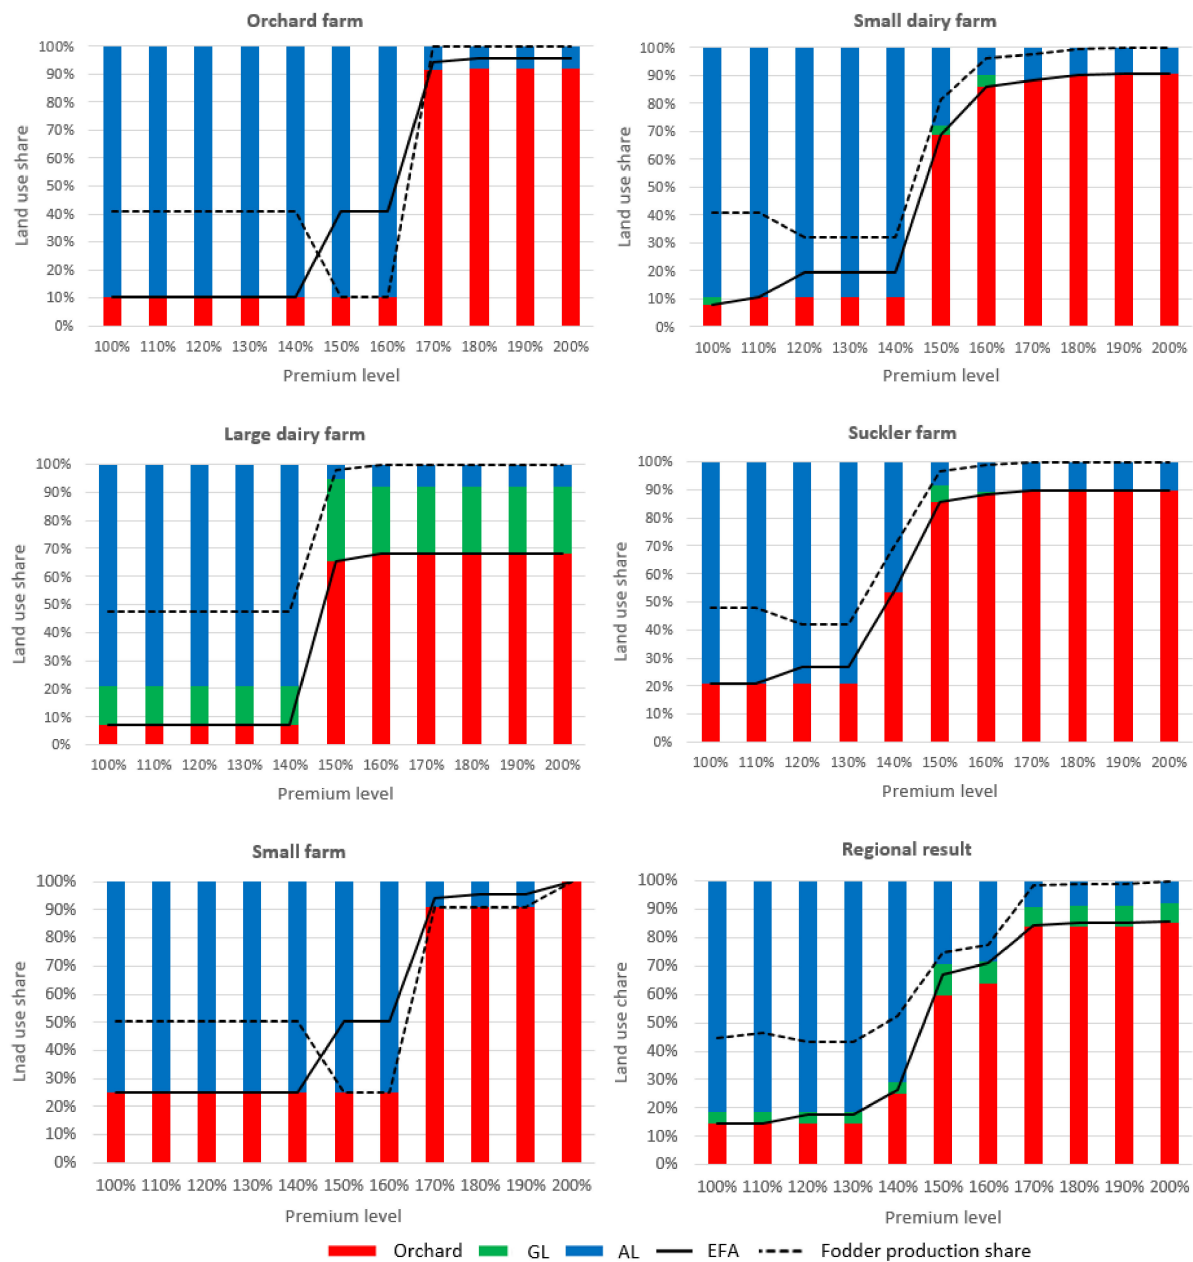 Orchard farm
Land use share
100%
90%
80%
70%
60%
50%
40%
30%
20%
10%
0%
100% 110% 120% 130% 140% 150% 160% 170% 180% 190% 200%
Premium level
Small dairy farm
Land use share
100%
90%
80%
70%
60%
50%
40%
30%
20%
10%
0%
100% 110% 120% 130% 140% 150% 160% 170% 180% 190% 200%
Premium level
Large dairy farm
Land use share
100%
90%
80%
70%
60%
50%
40%
30%
20%
10%
0%
100% 110% 120% 130% 140% 150% 160% 170% 180% 190% 200%
Premium level
Suckler farm
Land use share
100%
90%
80%
70%
60%
50%
40%
30%
20%
10%
0%
100% 110% 120% 130% 140% 150% 160% 170% 180% 190% 200%
Premium level
Small farm
Lnad use share
100%
90%
80%
70%
60%
50%
40%
30%
20%
10%
0%
100% 110% 120% 130% 140% 150% 160% 170% 180% 190% 200%
Premium level
Regional result
Land use chare
100%
90%
80%
70%
60%
50%
40%
30%
20%
10%
0%
100% 110% 120% 130% 140% 150% 160% 170% 180% 190% 200%
Premium level
Orchard GL AL EFA Fodder production share